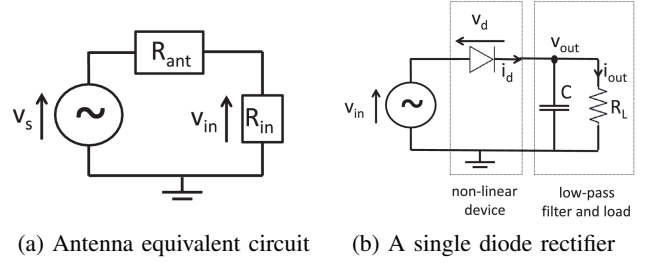 R_ant
v_s
v_in
R_in
v_d
v_out
i_d
i_out
v_in
C
R_L
non-linear
device
low-pass
filter and load
(a) Antenna equivalent circuit
(b) A single diode rectifier